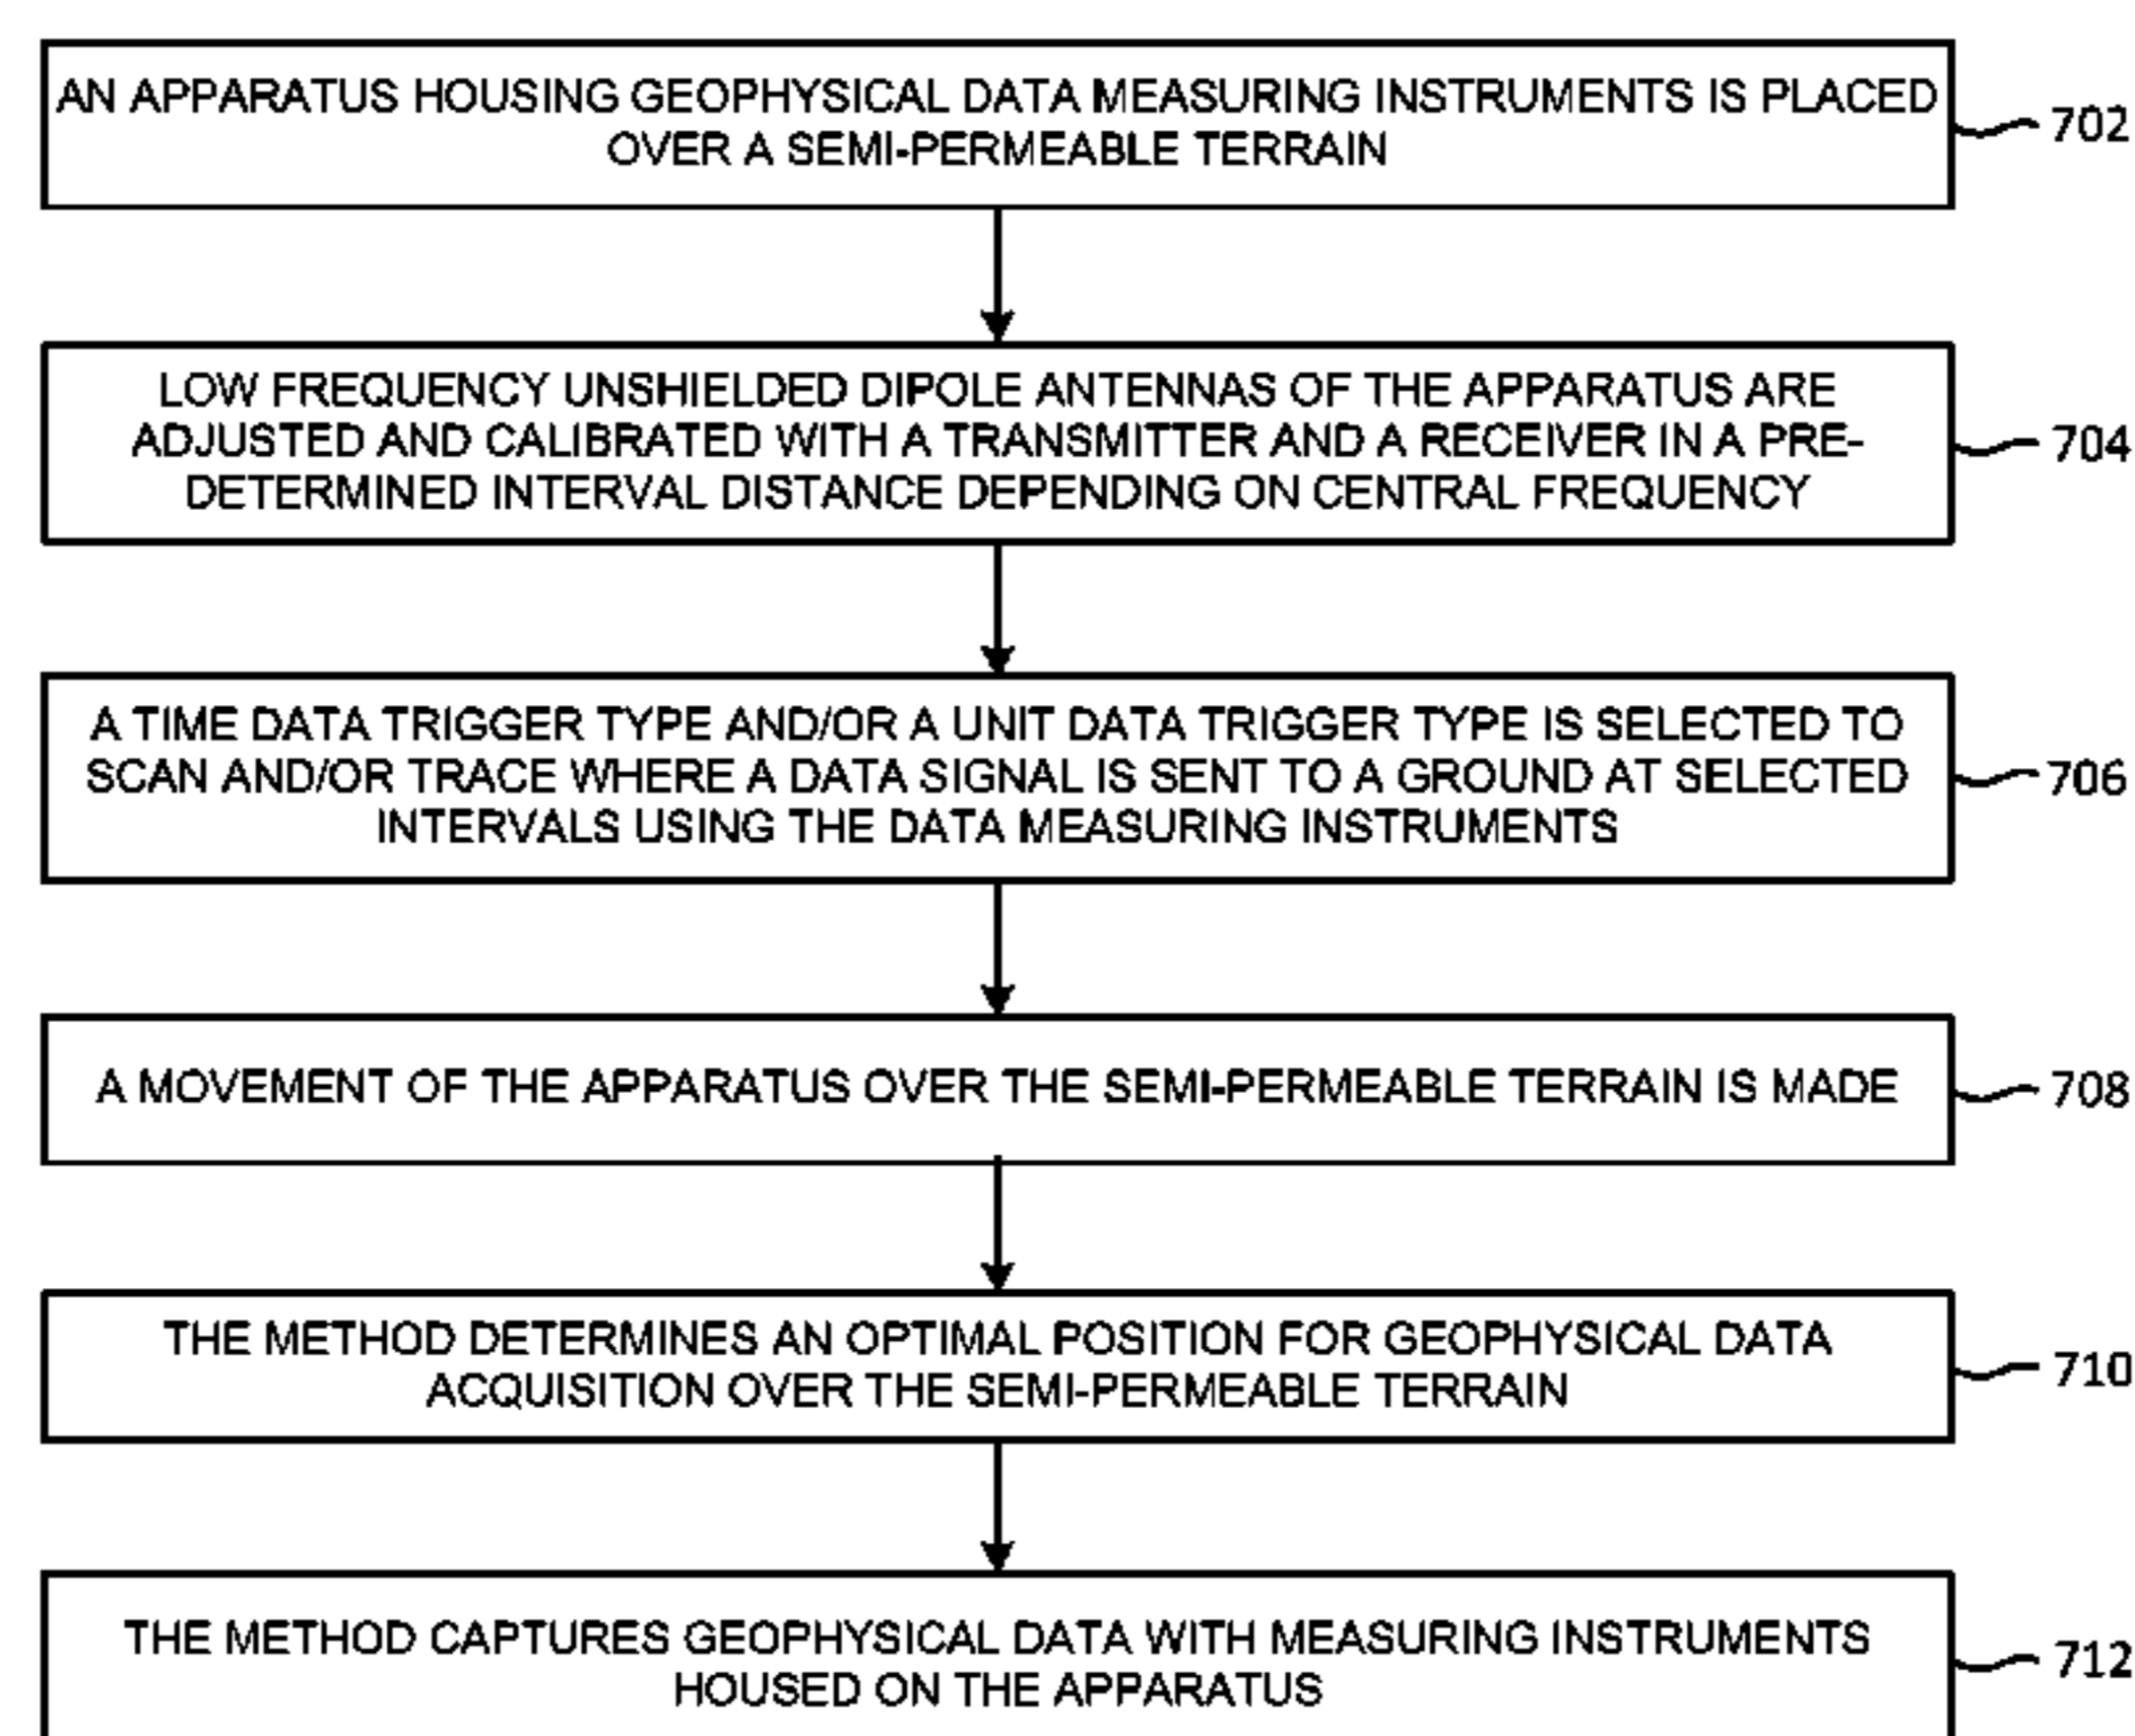 AN APPARATUS HOUSING GEOPHYSICAL DATA MEASURING INSTRUMENTS IS PLACED
OVER A SEMI-PERMEABLE TERRAIN
702
LOW FREQUENCY UNSHIELDED DIPOLE ANTENNAS OF THE APPARATUS ARE
ADJUSTED AND CALIBRATED WITH A TRANSMITTER AND A RECEIVER IN A PRE-
DETERMINED INTERVAL DISTANCE DEPENDING ON CENTRAL FREQUENCY
704
A TIME DATA TRIGGER TYPE AND/OR A UNIT DATA TRIGGER TYPE IS SELECTED TO
SCAN AND/OR TRACE WHERE A DATA SIGNAL IS SENT TO A GROUND AT SELECTED
INTERVALS USING THE DATA MEASURING INSTRUMENTS
706
A MOVEMENT OF THE APPARATUS OVER THE SEMI-PERMEABLE TERRAIN IS MADE
708
THE METHOD DETERMINES AN OPTIMAL POSITION FOR GEOPHYSICAL DATA
ACQUISITION OVER THE SEMI-PERMEABLE TERRAIN
710
THE METHOD CAPTURES GEOPHYSICAL DATA WITH MEASURING INSTRUMENTS
HOUSED ON THE APPARATUS
712